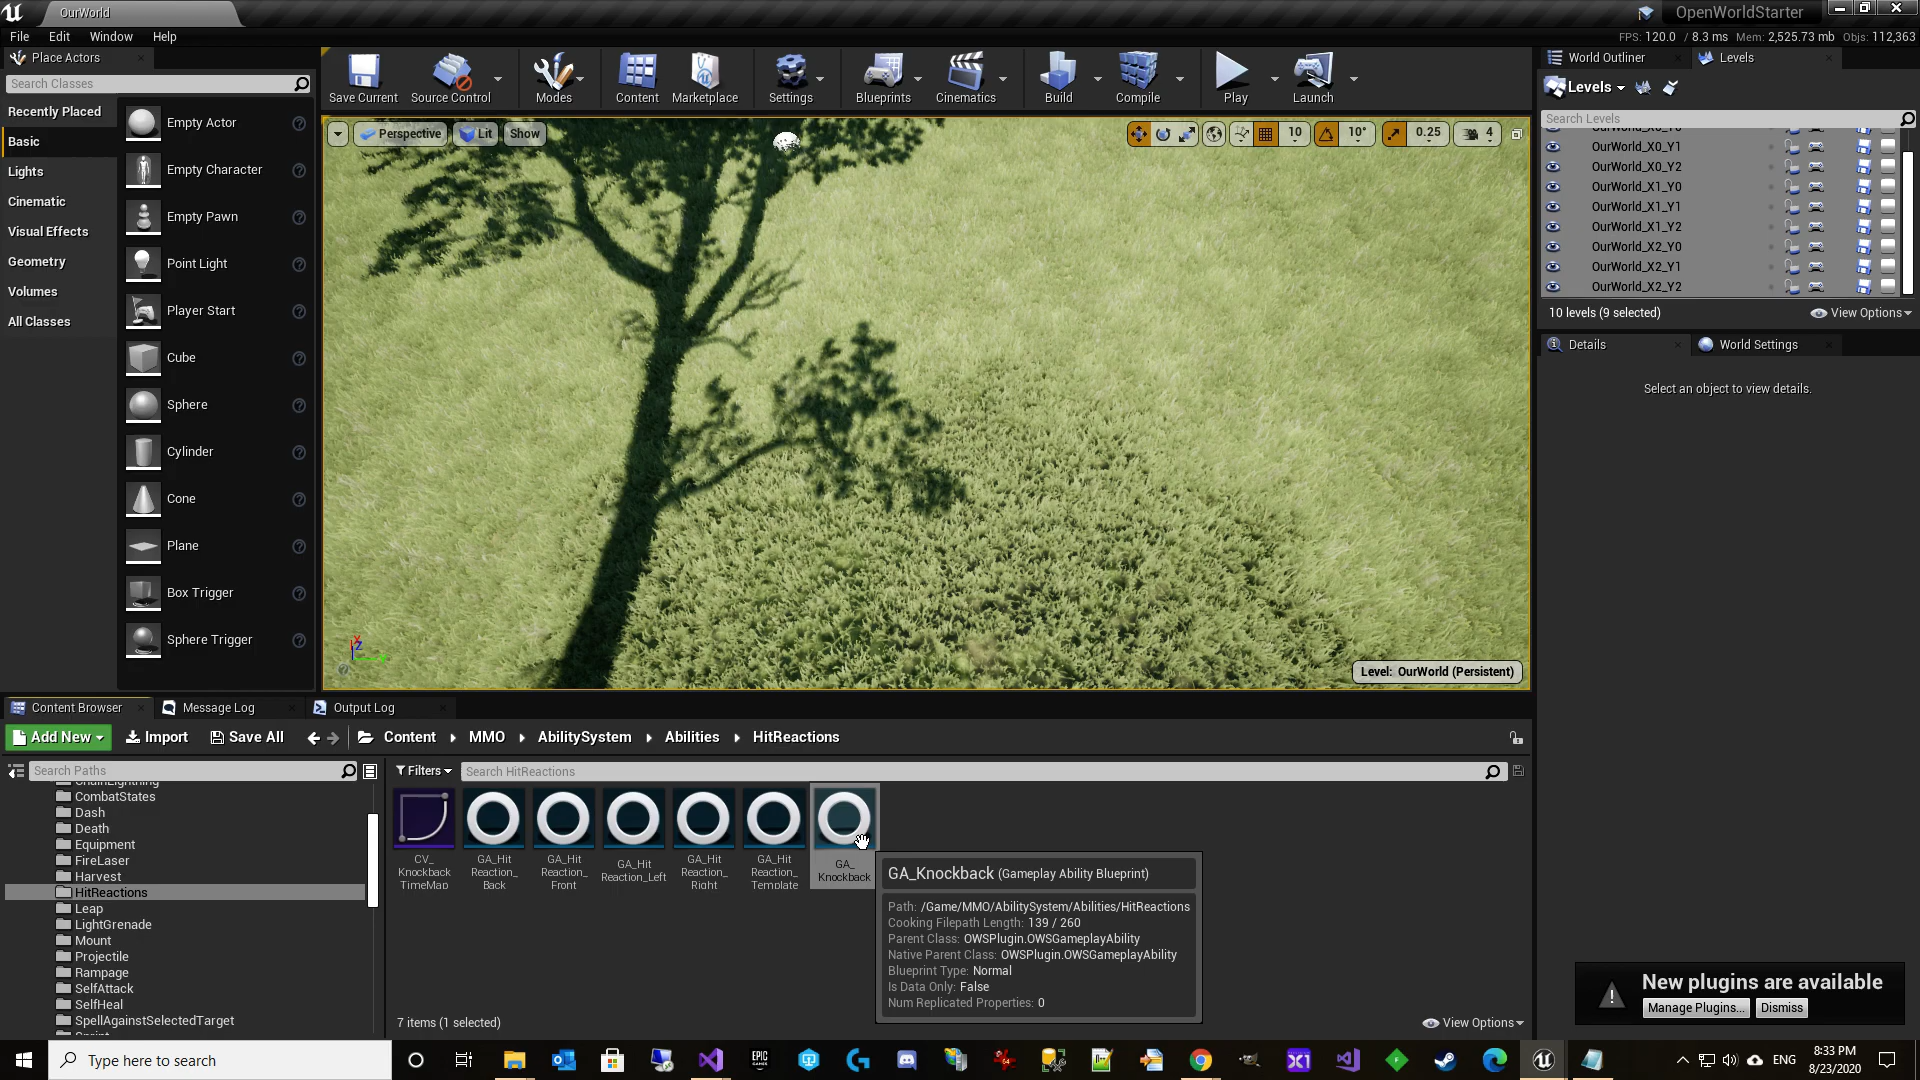 OurWorld
OpenWorldStarter
File Edit Window Help
FPS: 120.0 / 8.3 ms Mem: 2,525.73 mb Objs: 112,363
Place Actors
Search Classes
Recently Placed
Basic
Lights
Cinematic
Visual Effects
Geometry
Volumes
All Classes
Empty Actor
Empty Character
Empty Pawn
Point Light
Player Start
Cube
Sphere
Cylinder
Cone
Plane
Box Trigger
Sphere Trigger
Save Current
Source Control
Modes
Content
Marketplace
Settings
Blueprints
Cinematics
Build
Compile
Play
Launch
Perspective
Lit
Show
10
10°
0.25
4
Level: OurWorld (Persistent)
World Outliner
Levels
Levels
Search Levels
OurWorld_X0_Y1
OurWorld_X0_Y2
OurWorld_X1_Y0
OurWorld_X1_Y1
OurWorld_X1_Y2
OurWorld_X2_Y0
OurWorld_X2_Y1
OurWorld_X2_Y2
10 levels (9 selected)
View Options
Details
World Settings
Select an object to view details.
Content Browser
Message Log
Output Log
Add New
Import
Save All
Content
MMO
AbilitySystem
Abilities
HitReactions
Search Paths
Filters
Search HitReactions
ChainLightning
CombatStates
Dash
Death
Equipment
FireLaser
Harvest
HitReactions
Leap
LightGrenade
Mount
Projectile
Rampage
SelfAttack
SelfHeal
SpellAgainstSelectedTarget
CV_
Knockback
TimeMap
GA_Hit
Reaction_
Back
GA_Hit
Reaction_
Front
GA_Hit
Reaction_Left
GA_Hit
Reaction_
Right
GA_Hit
Reaction_
Template
GA_
Knockback
GA_Knockback (Gameplay Ability Blueprint)
Path: /Game/MMO/AbilitySystem/Abilities/HitReactions
Cooking Filepath Length: 139 / 260
Parent Class: OWSPlugin.OWSGameplayAbility
Native Parent Class: OWSPlugin.OWSGameplayAbility
Blueprint Type: Normal
Is Data Only: False
Num Replicated Properties: 0
7 items (1 selected)
View Options
New plugins are available
Manage Plugins...
Dismiss
Type here to search
ENG
8:33 PM
8/23/2020